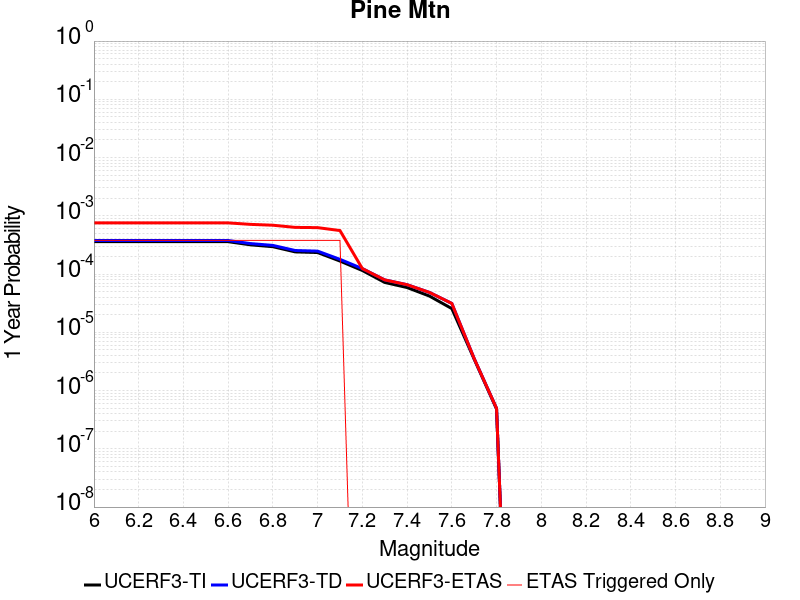 Pine Mtn
10^0
10^-1
10^-2
10^-3
10^-4
10^-5
10^-6
10^-7
10^-8
1 Year Probability
6 6.2 6.4 6.6 6.8 7 7.2 7.4 7.6 7.8 8 8.2 8.4 8.6 8.8 9
Magnitude
UCERF3-TI UCERF3-TD UCERF3-ETAS ETAS Triggered Only